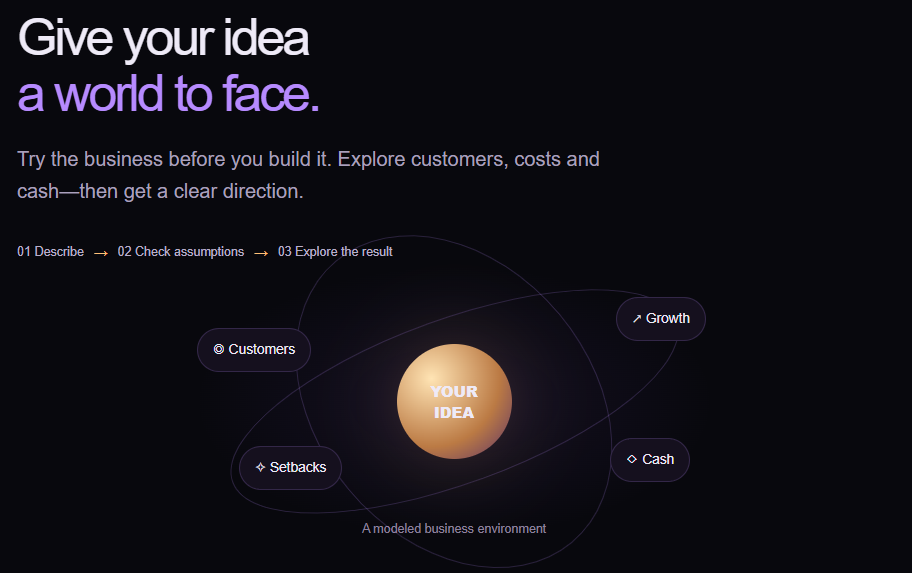 Give your idea
a world to face.
Try the business before you build it. Explore customers, costs and
cash—then get a clear direction.
01 Describe → 02 Check assumptions → 03 Explore the result
↗ Growth
◎ Customers
YOUR
IDEA
✧ Setbacks
◇ Cash
A modeled business environment